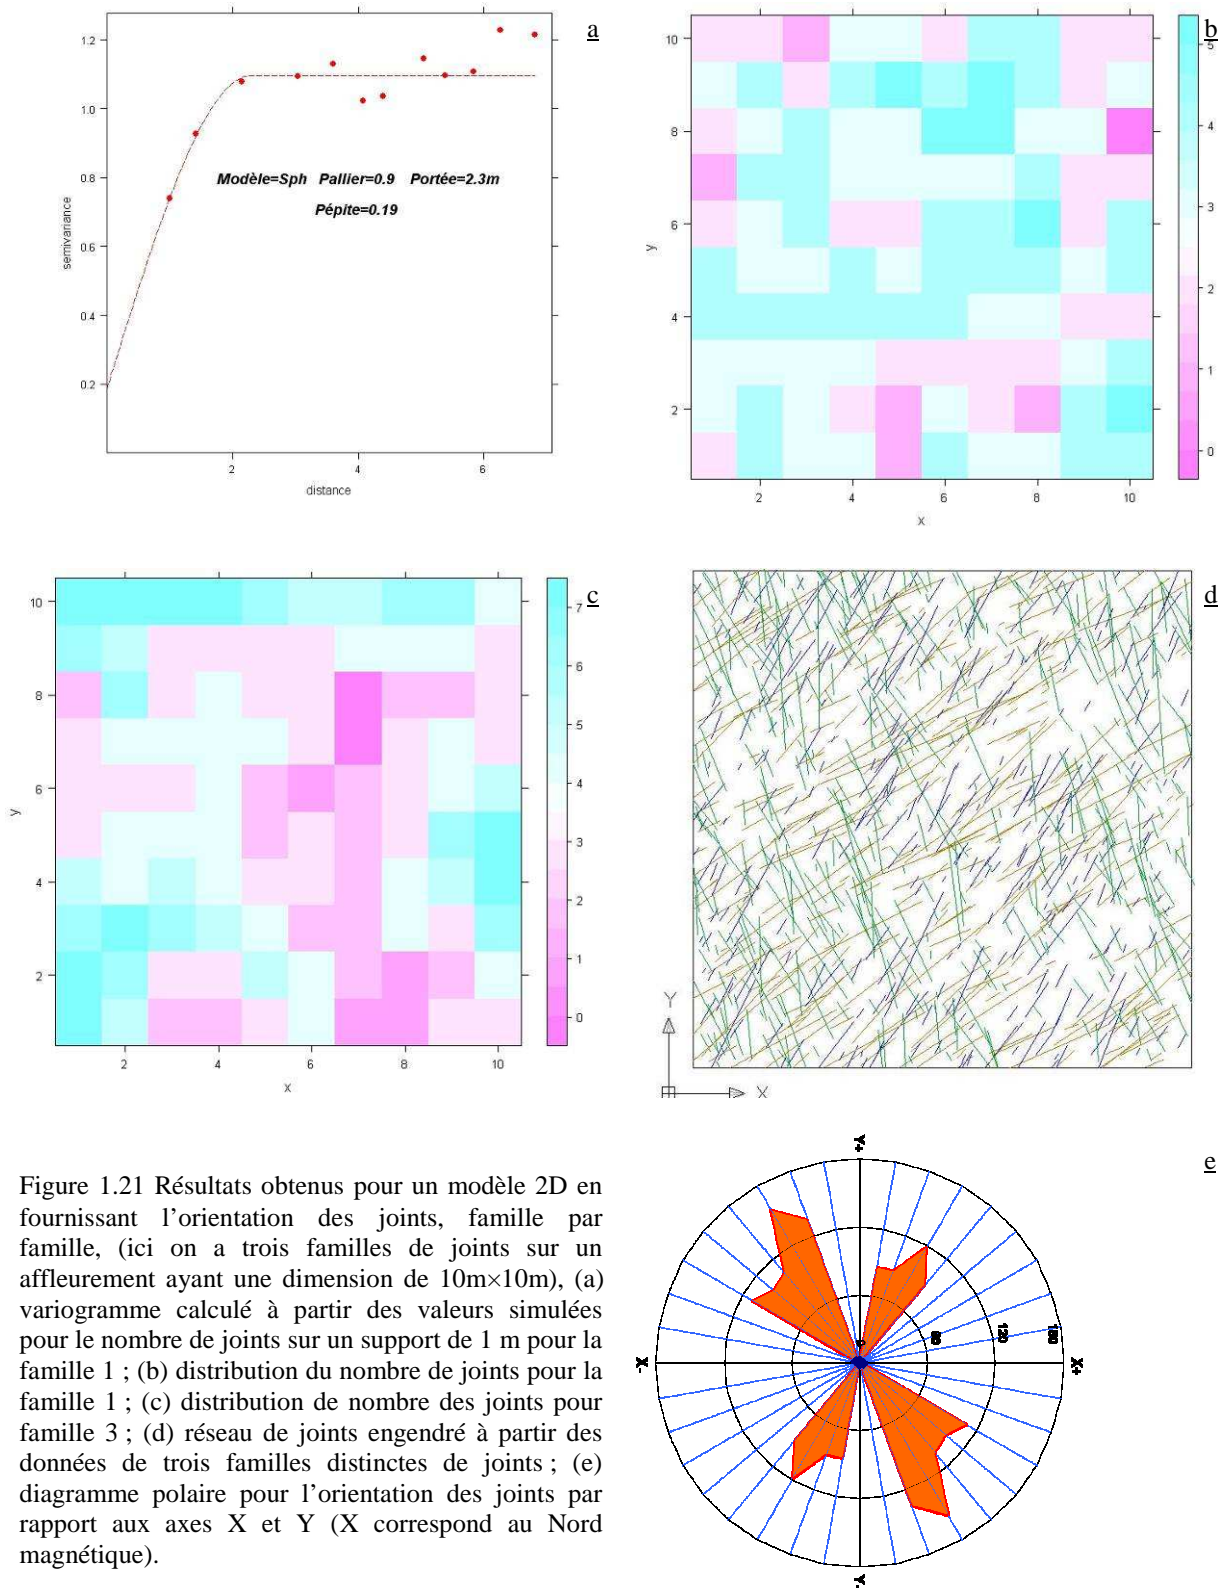 a
1.2
1.0
0.8
0.6
0.4
0.2
semivariance
Modèle=Sph Pallier=0.9 Portée=2.3m
Pépite=0.19
2 4 6
distance
b
10
8
6
4
2
y
2 4 6 8 10
x
5
4
3
2
1
0
c
10
8
6
4
2
y
2 4 6 8 10
x
7
6
5
4
3
2
1
0
d
Y
X
Figure 1.21 Résultats obtenus pour un modèle 2D en
fournissant l'orientation des joints, famille par
famille, (ici on a trois familles de joints sur un
affleurement ayant une dimension de 10m×10m), (a)
variogramme calculé à partir des valeurs simulées
pour le nombre de joints sur un support de 1 m pour la
famille 1 ; (b) distribution du nombre de joints pour la
famille 1 ; (c) distribution de nombre des joints pour
famille 3 ; (d) réseau de joints engendré à partir des
données de trois familles distinctes de joints ; (e)
diagramme polaire pour l'orientation des joints par
rapport aux axes X et Y (X correspond au Nord
magnétique).
e
Y+
X-
0
60
120
180
X+
Y-